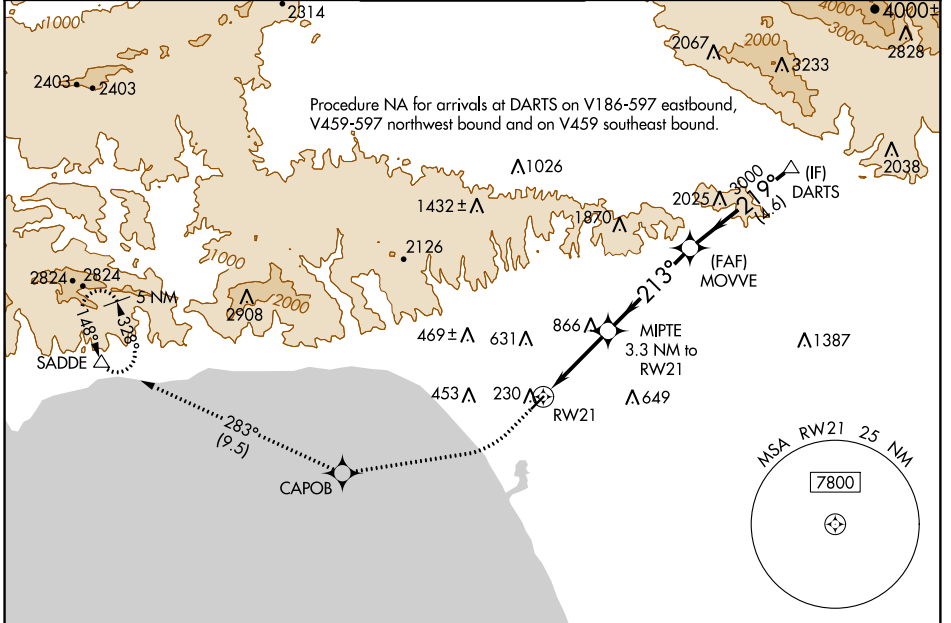 1000
2314
4000
3000
4000±
2828
2067
2000
3233
2403
2403
Procedure NA for arrivals at DARTS on V186-597 eastbound,
V459-597 northwest bound and on V459 southeast bound.
1026
2038
(IF)
DARTS
3000
219°
(4.6)
2025
1432±
1870
2126
1000
(FAF)
MOVVE
213°
2824
2824
5 NM
2000
2908
148°
328°
SADDE
469±
631
866
MIPTE
3.3 NM to
RW21
1387
453
230
649
RW21
283°
(9.5)
CAPOB
MSA RW21 25 NM
7800